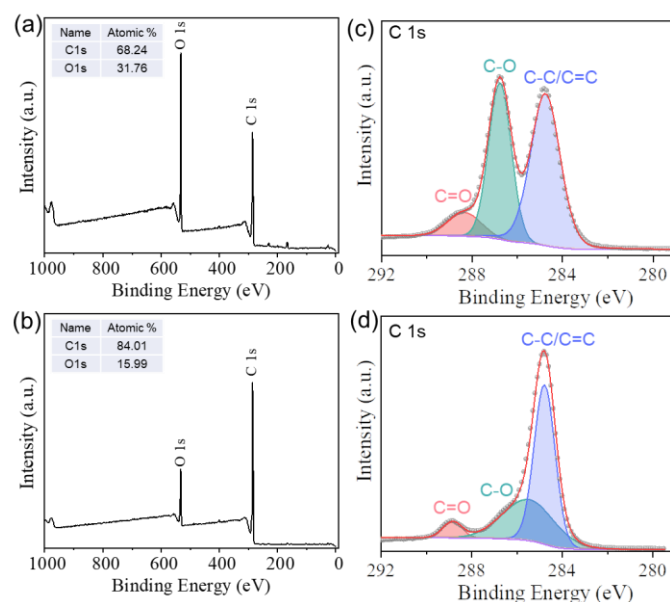 (a)
Name Atomic %
C1s 68.24
O1s 31.76
O 1s
C 1s
Intensity (a.u.)
1000 800 600 400 200 0
Binding Energy (eV)
(c)
C 1s
C-O
C-C/C=C
C=O
Intensity (a.u.)
292 288 284 280
Binding Energy (eV)
(b)
Name Atomic %
C1s 84.01
O1s 15.99
O 1s
C 1s
Intensity (a.u.)
1000 800 600 400 200 0
Binding Energy (eV)
(d)
C 1s
C-C/C=C
C-O
C=O
Intensity (a.u.)
292 288 284 280
Binding Energy (eV)